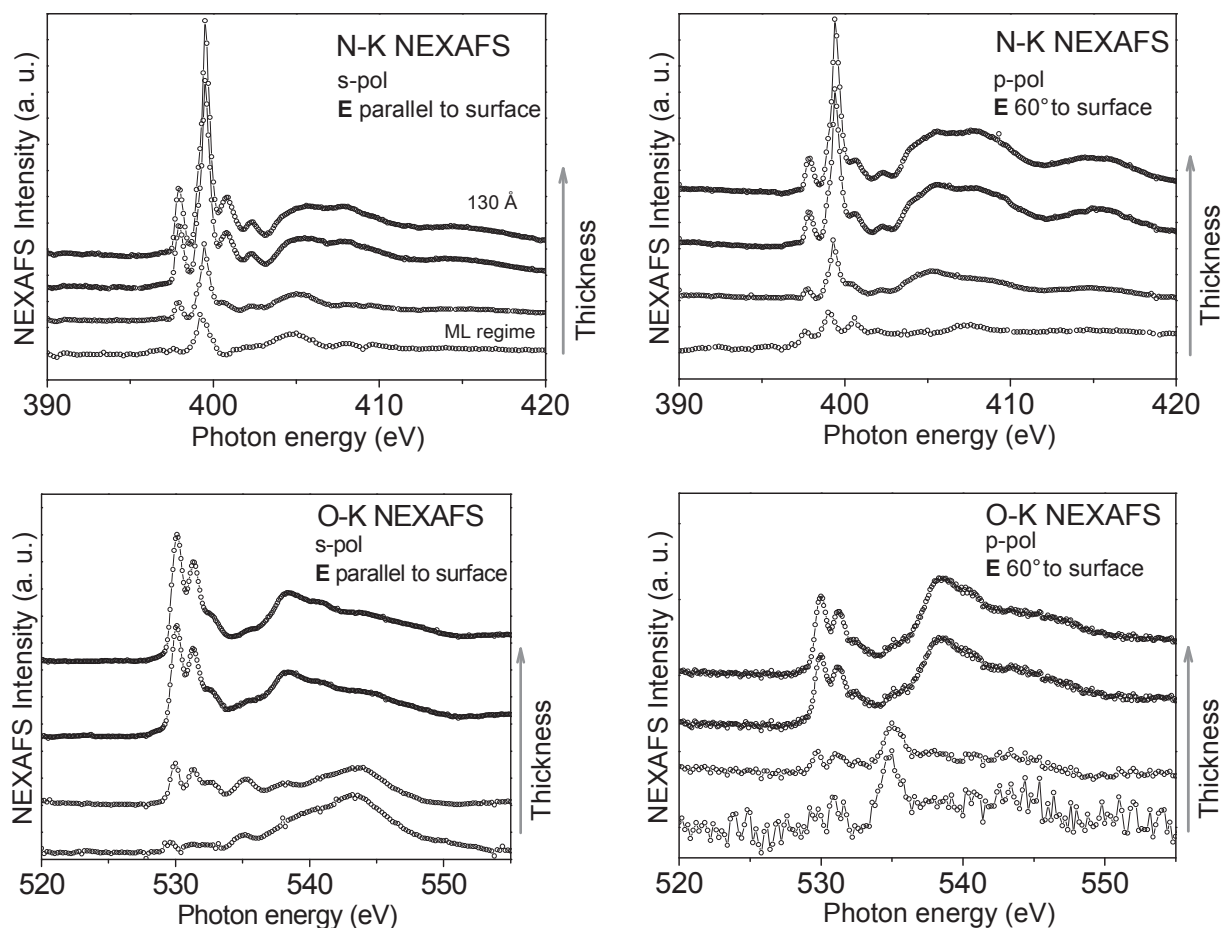 N-K NEXAFS
s-pol
E parallel to surface
130 Å
ML regime
NEXAFS Intensity (a. u.)
Thickness
390 400 410 420
Photon energy (eV)
N-K NEXAFS
p-pol
E 60° to surface
NEXAFS Intensity (a. u.)
Thickness
390 400 410 420
Photon energy (eV)
O-K NEXAFS
s-pol
E parallel to surface
NEXAFS Intensity (a. u.)
Thickness
520 530 540 550
Photon energy (eV)
O-K NEXAFS
p-pol
E 60° to surface
NEXAFS Intensity (a. u.)
Thickness
520 530 540 550
Photon energy (eV)